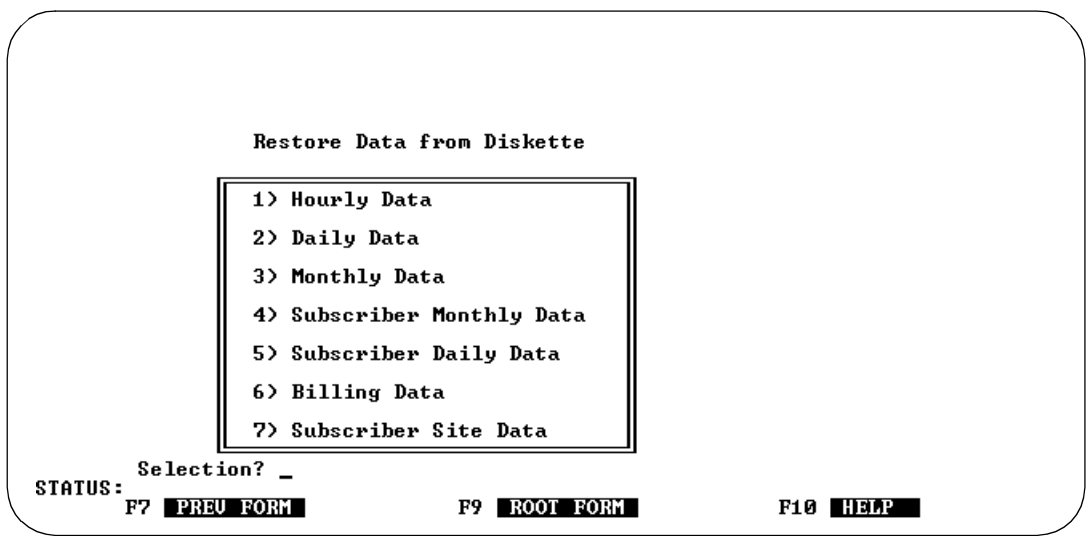 Restore Data from Diskette
1) Hourly Data
2) Daily Data
3) Monthly Data
4) Subscriber Monthly Data
5) Subscriber Daily Data
6) Billing Data
7) Subscriber Site Data
Selection? _
STATUS:
F7 PREV FORM F9 ROOT FORM F10 HELP